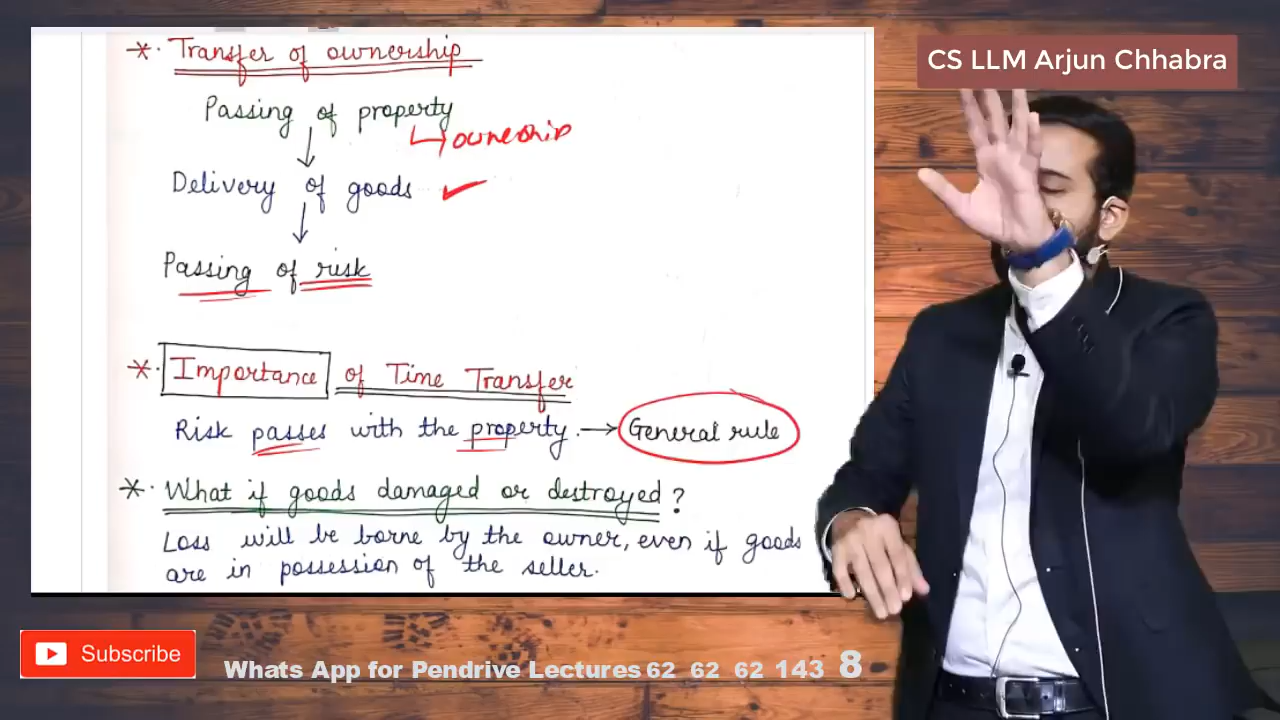 *. Transfer of ownership
Passing of property
ownership
Delivery of goods
Passing of risk
*. Importance of Time Transfer
Risk passes with the property. → General rule
*. What if goods damaged or destroyed?
Loss will be borne by the owner, even if goods
are in possession of the seller.
CS LLM Arjun Chhabra
Subscribe
Whats App for Pendrive Lectures 62 62 62 143 8